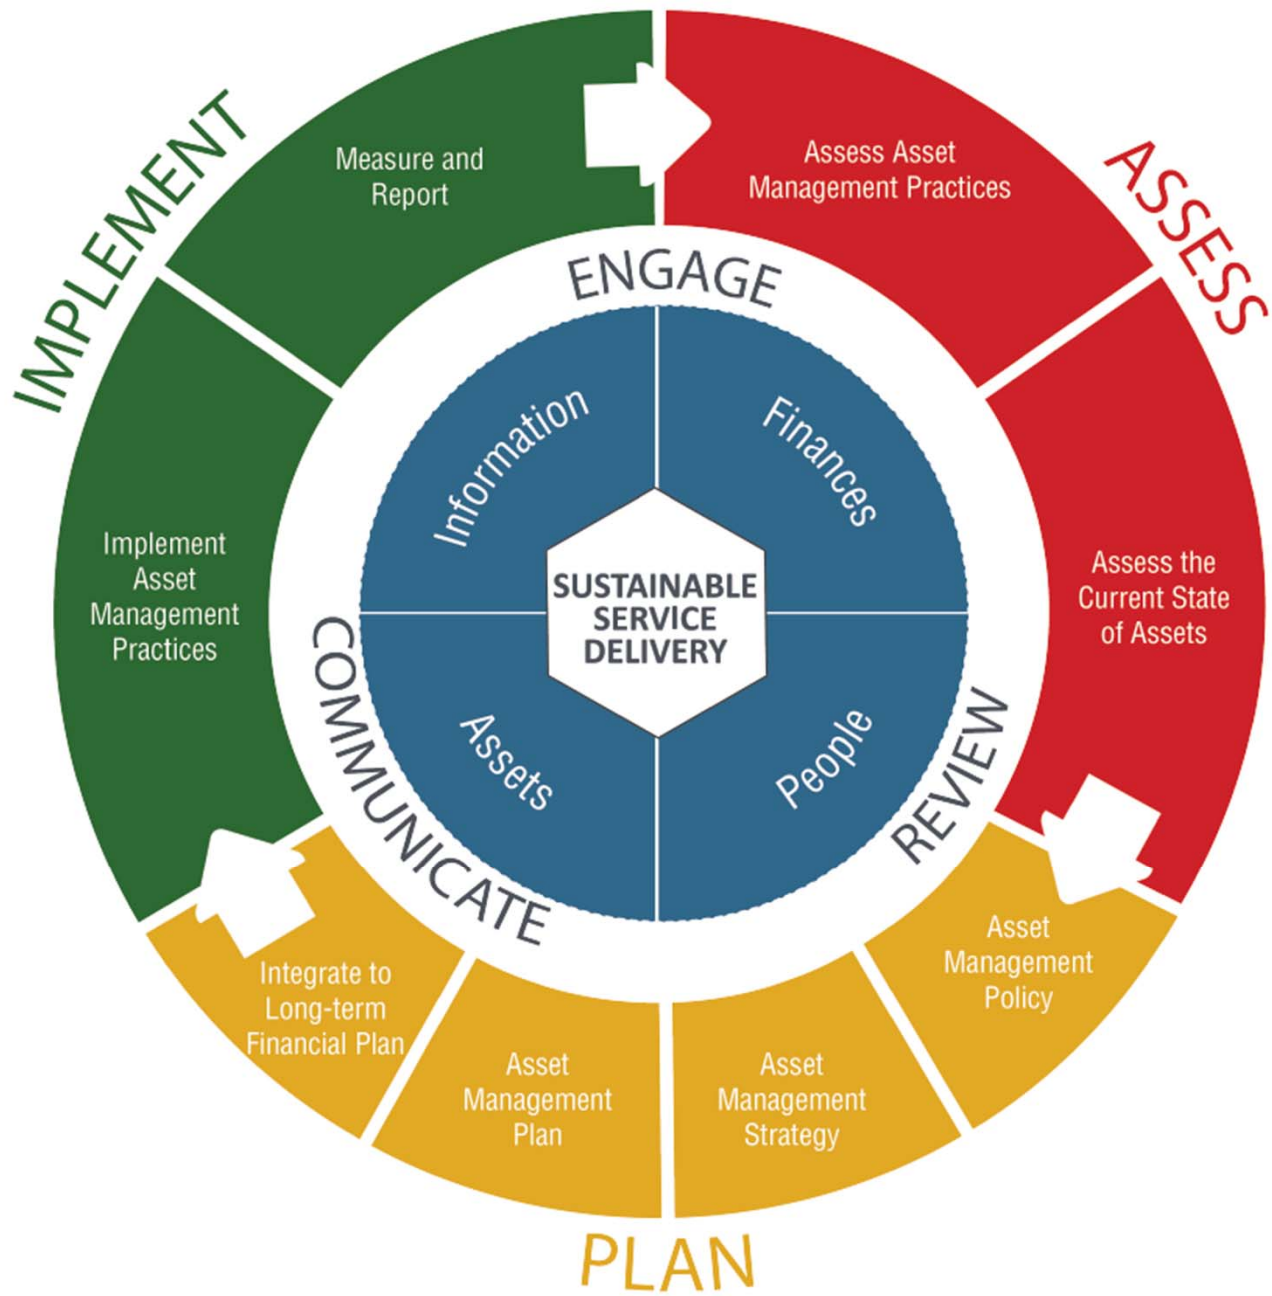 IMPLEMENT
ASSESS
PLAN
Measure and
Report
Assess Asset
Management Practices
Assess the
Current State
of Assets
Asset
Management
Policy
Asset
Management
Strategy
Asset
Management
Plan
Integrate to
Long-term
Financial Plan
Implement
Asset
Management
Practices
ENGAGE
REVIEW
COMMUNICATE
Information
Finances
People
Assets
SUSTAINABLE
SERVICE
DELIVERY